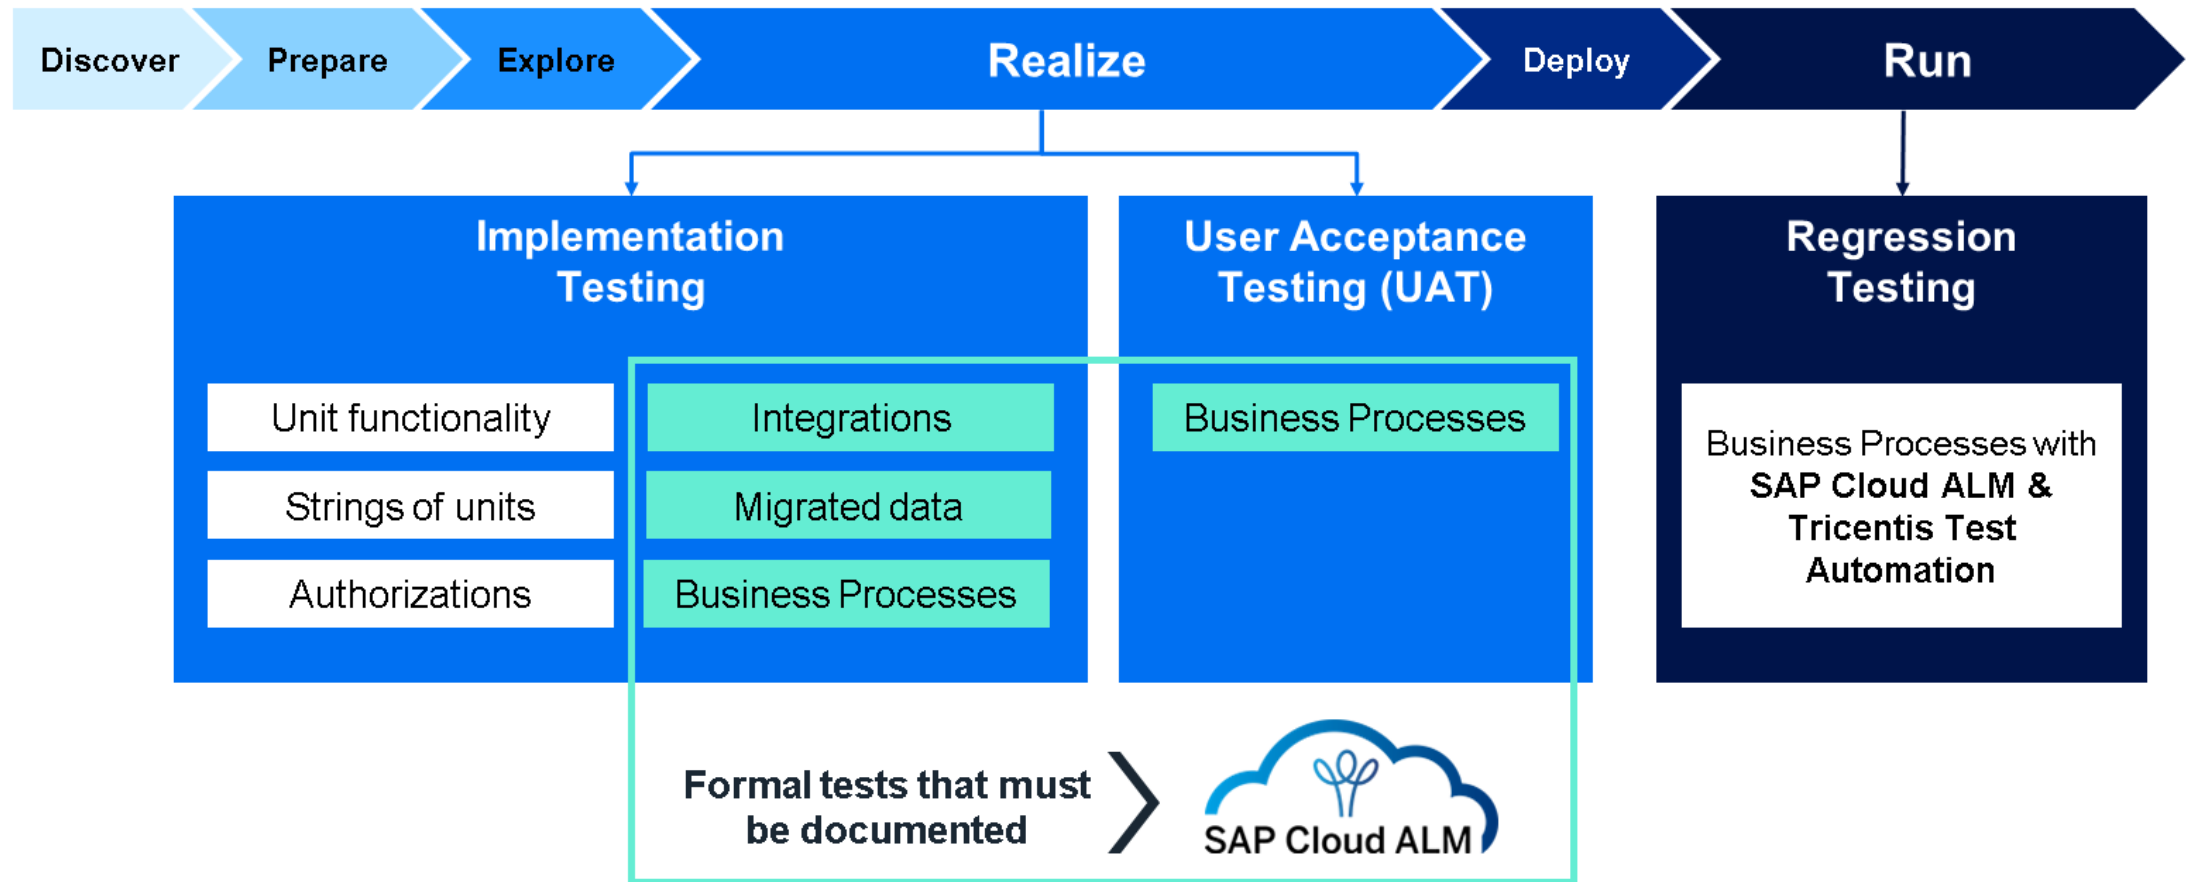 Discover
Prepare
Explore
Realize
Deploy
Run
Implementation
Testing
Unit functionality
Strings of units
Authorizations
Integrations
Migrated data
Business Processes
User Acceptance
Testing (UAT)
Business Processes
Regression
Testing
Business Processes with
SAP Cloud ALM &
Tricentis Test
Automation
Formal tests that must
be documented
SAP Cloud ALM